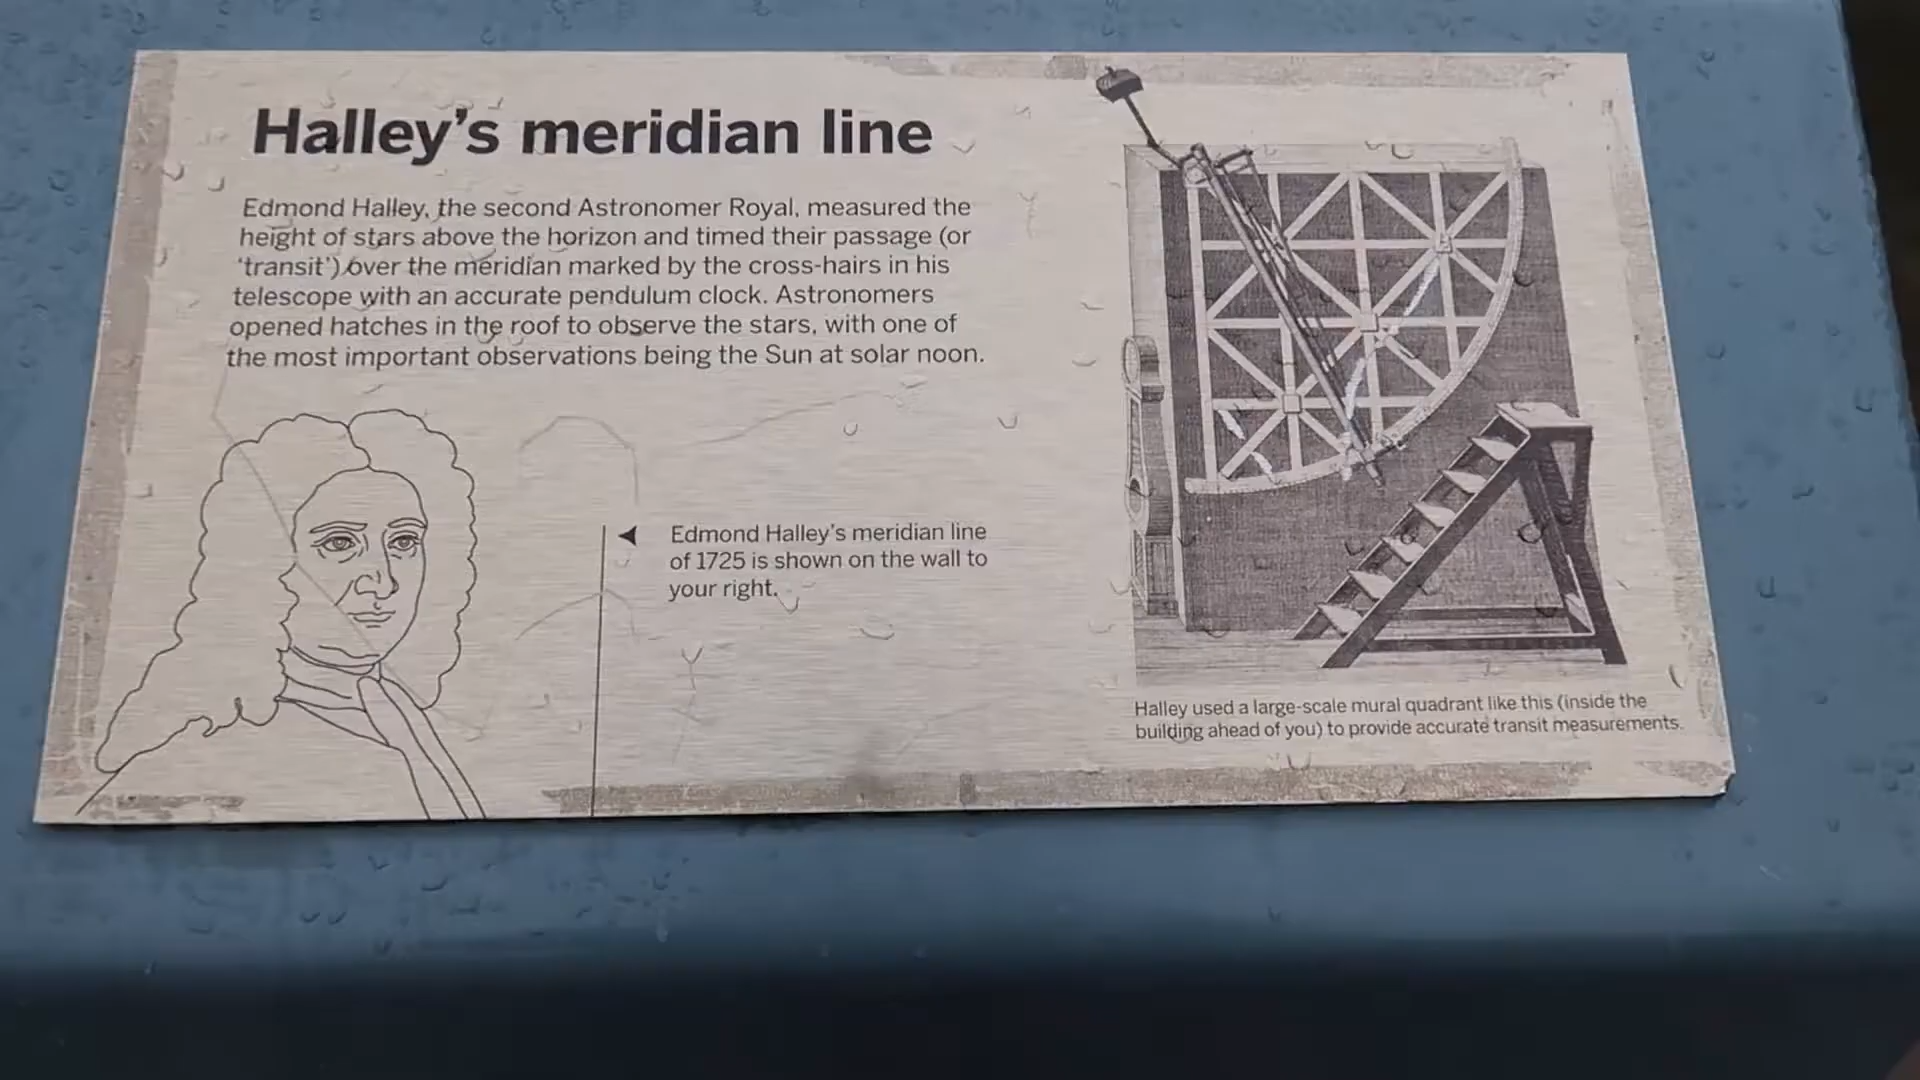 Halley's meridian line
Edmond Halley, the second Astronomer Royal, measured the
height of stars above the horizon and timed their passage (or
‘transit’) over the meridian marked by the cross-hairs in his
telescope with an accurate pendulum clock. Astronomers
opened hatches in the roof to observe the stars, with one of
the most important observations being the Sun at solar noon.
Edmond Halley's meridian line
of 1725 is shown on the wall to
your right.
Halley used a large-scale mural quadrant like this (inside the
building ahead of you) to provide accurate transit measurements.